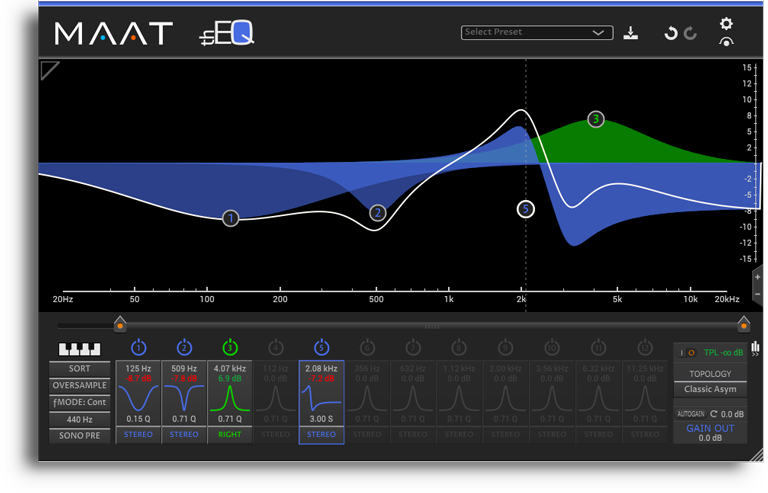 MAAT thEQ
Select Preset
15
12
10
8
5
2
-2
-5
-8
-10
-12
-15
3
1
2
5
20Hz 50 100 200 500 1k 2k 5k 10k 20kHz
+
−
1 2 3 4 5 6 7 8 9 10 11 12
SORT 125 Hz 509 Hz 4.07 kHz 112 Hz 2.08 kHz 356 Hz 632 Hz 1.12 kHz 2.00 kHz 3.56 kHz 6.32 kHz 11.25 kHz
I O TPL -oo dB
OVERSAMPLE -8.7 dB -7.8 dB 6.9 dB 0.0 dB -7.2 dB 0.0 dB 0.0 dB 0.0 dB 0.0 dB 0.0 dB 0.0 dB 0.0 dB
TOPOLOGY
ƒMODE: Cont
Classic Asym
440 Hz 0.15 Q 0.71 Q 0.71 Q 0.71 Q 3.00 S 0.71 Q 0.71 Q 0.71 Q 0.71 Q 0.71 Q 0.71 Q 0.71 Q
AUTOGAIN 0.0 dB
SONO PRE STEREO STEREO RIGHT STEREO STEREO STEREO STEREO STEREO STEREO STEREO STEREO STEREO
GAIN OUT
0.0 dB